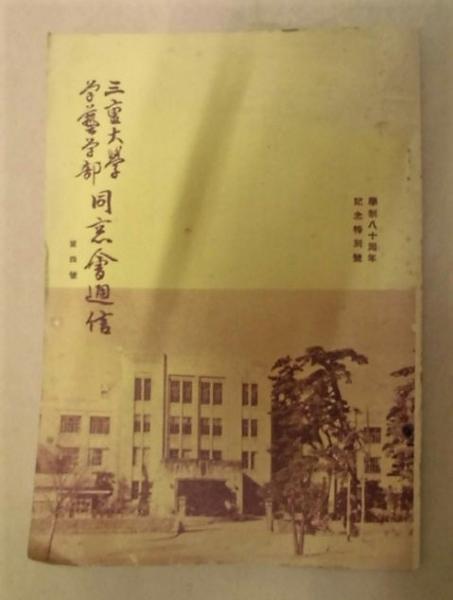 學制八十周年
記念特別號
三重大學
学藝学部
同窓會通信
第四號